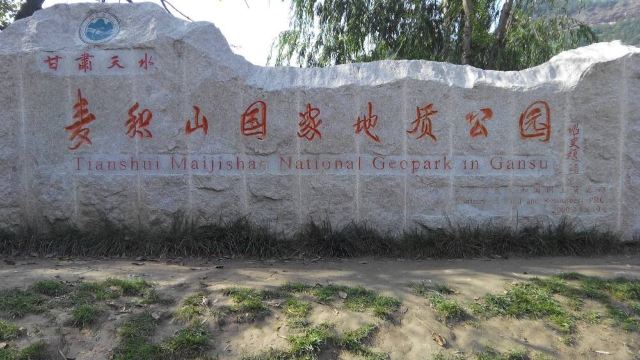 甘肃天水
麦积山国家地质公园
Tianshui Maijishan National Geopark in Gansu